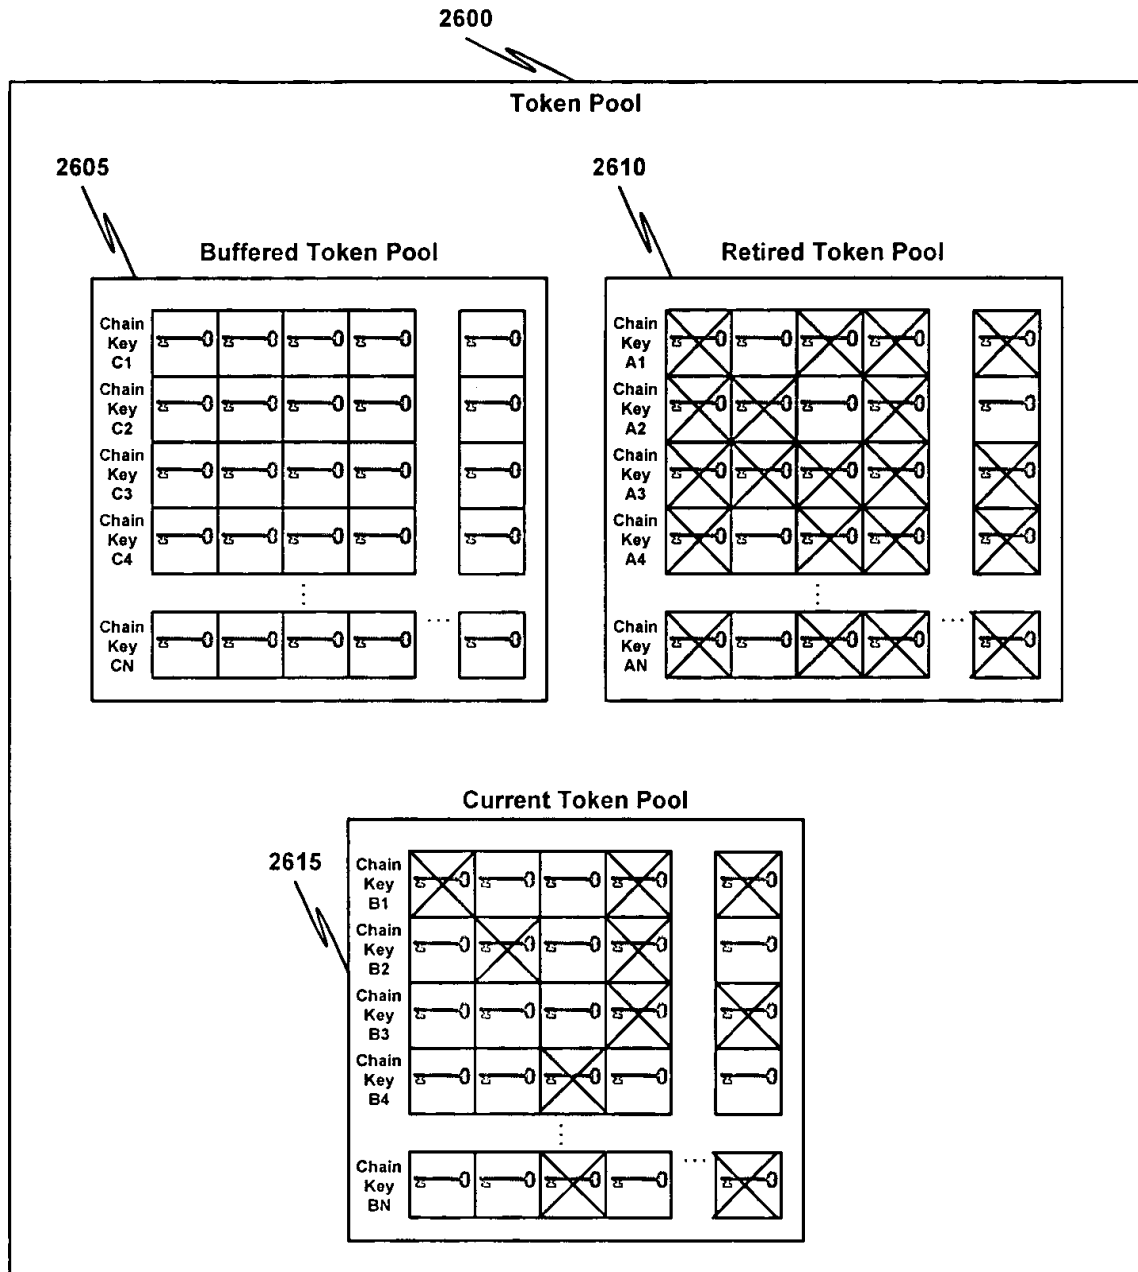 2600
Token Pool
2605
2610
Buffered Token Pool
Retired Token Pool
Chain
Key
C1
Chain
Key
C2
Chain
Key
C3
Chain
Key
C4
Chain
Key
CN
Chain
Key
A1
Chain
Key
A2
Chain
Key
A3
Chain
Key
A4
Chain
Key
AN
Current Token Pool
2615
Chain
Key
B1
Chain
Key
B2
Chain
Key
B3
Chain
Key
B4
Chain
Key
BN